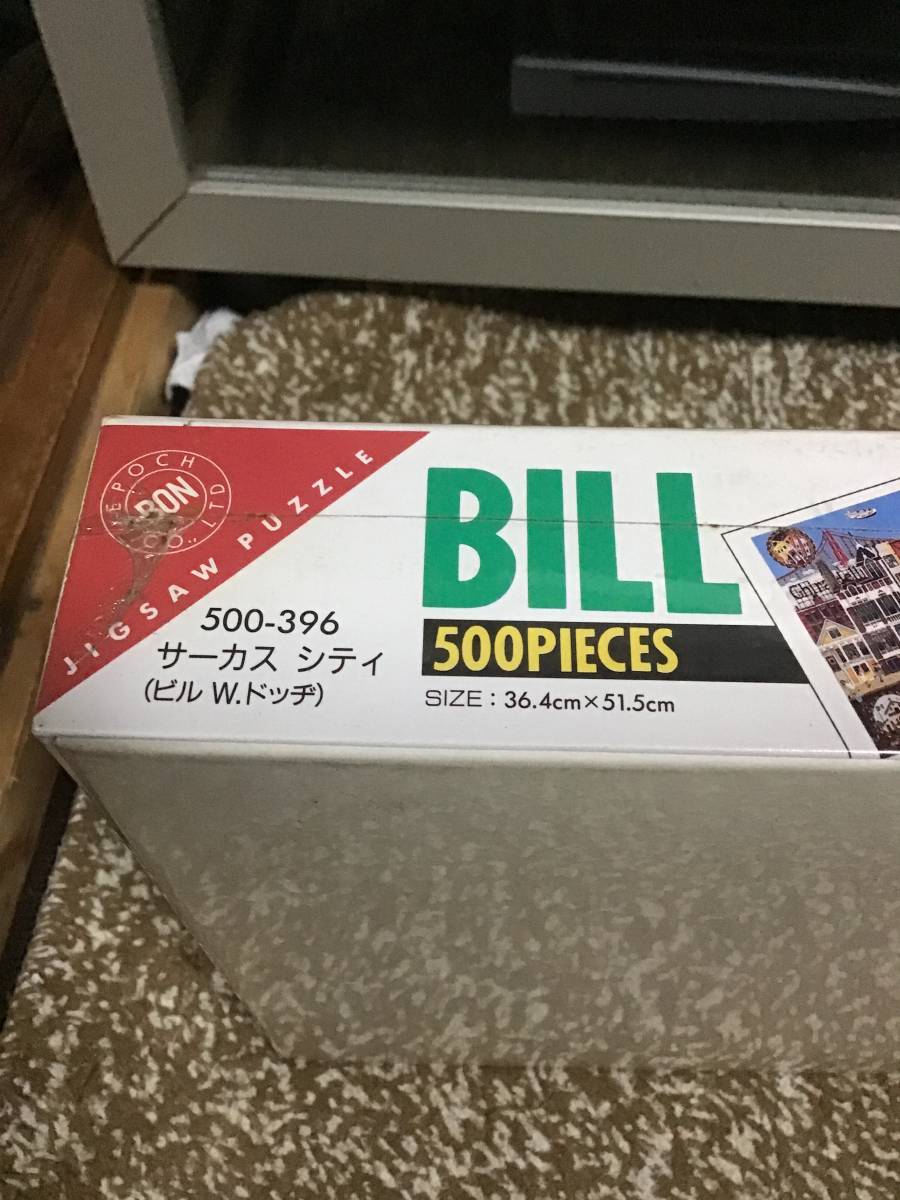 EPOCH
CO., LTD
BON
JIGSAW PUZZLE
500-396
サーカス シティ
(ビル W.ドッヂ)
BILL
500PIECES
SIZE : 36.4cm×51.5cm